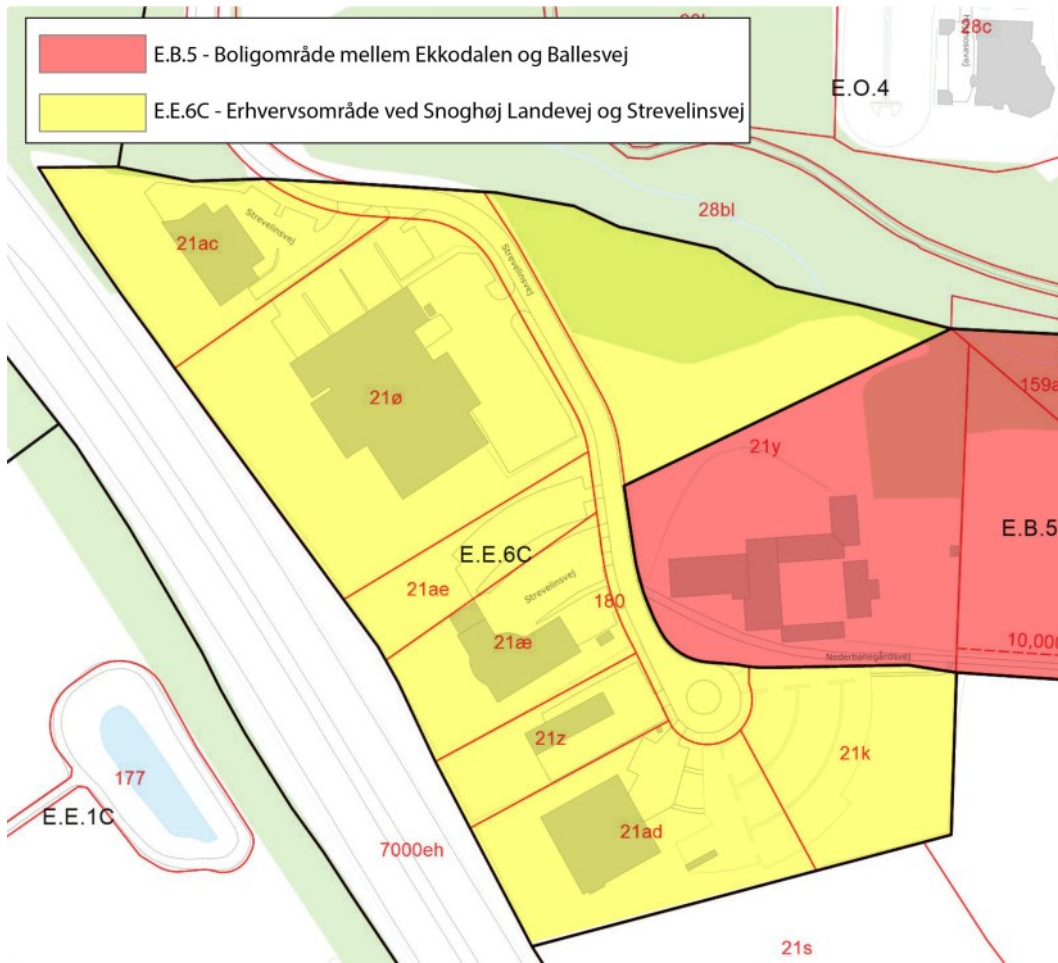 E.B.5 - Boligområde mellem Ekkodalen og Ballesvej
E.E.6C - Erhvervsområde ved Snoghøj Landevej og Strevelinsvej
28c
E.O.4
28bl
21ac
Strevelinsvej
Strevelinsvej
21ø
21y
E.B.5
E.E.6C
21ae
Strevelinsvej
180
21æ
10,000
Nederballegårdsvej
21z
21k
177
E.E.1C
7000eh
21ad
21s